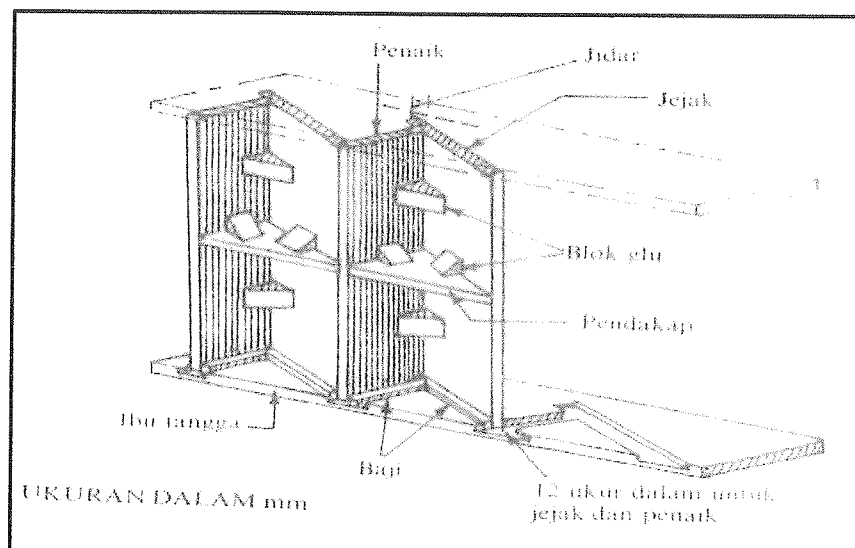 Penaik
Jidar
Jejak
Blok glu
Pendakap
Ibu tangga
Baji
12 ukur dalam untuk
jejak dan penaik
UKURAN DALAM mm